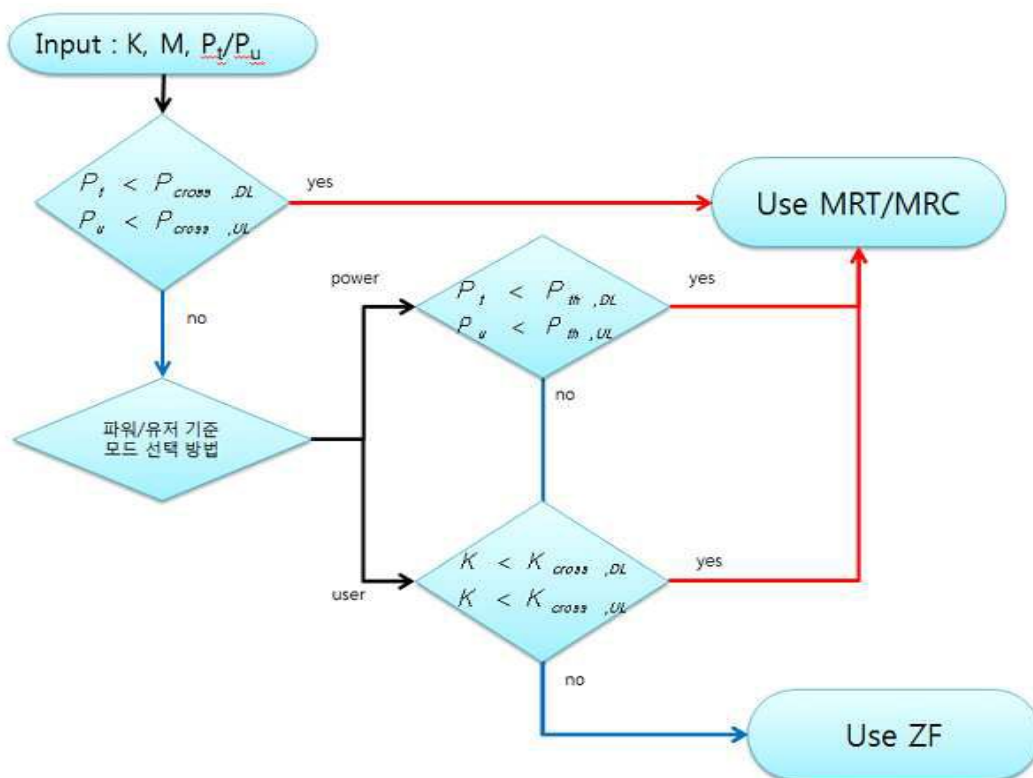 Input : K, M, Pt/Pu
Pt < Pcross ,DL
Pu < Pcross ,UL
yes
Use MRT/MRC
no
power
Pt < Pth ,DL
Pu < Pth ,UL
yes
파워/유저 기준
모드 선택 방법
no
user
K < Kcross ,DL
K < Kcross ,UL
yes
no
Use ZF